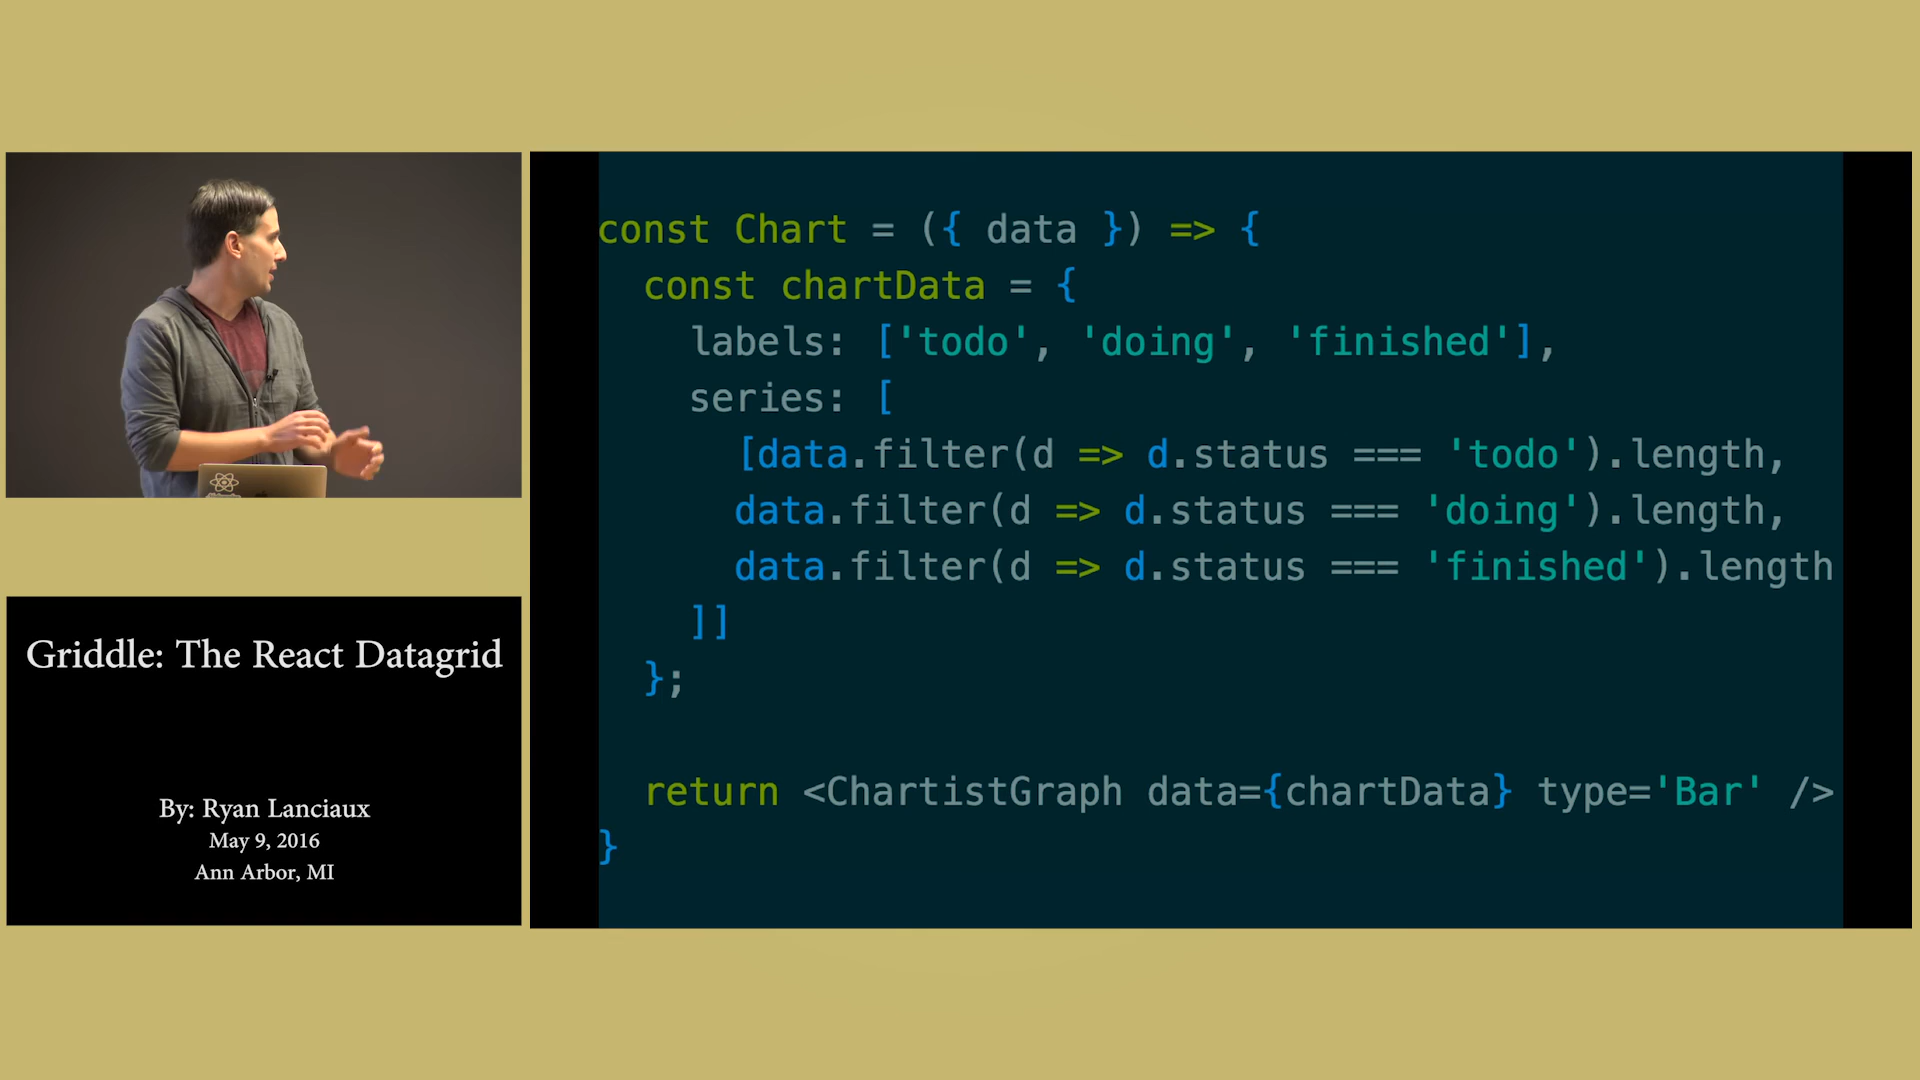 Griddle: The React Datagrid
By: Ryan Lanciaux
May 9, 2016
Ann Arbor, MI
const Chart = ({ data }) => {
  const chartData = {
    labels: ['todo', 'doing', 'finished'],
    series: [
      [data.filter(d => d.status === 'todo').length,
      data.filter(d => d.status === 'doing').length,
      data.filter(d => d.status === 'finished').length
    ]]
  };
  return <ChartistGraph data={chartData} type='Bar' />
}